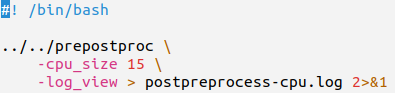 #! /bin/bash
../../prepostproc \
-cpu_size 15 \
-log_view > postpreprocess-cpu.log 2>&1